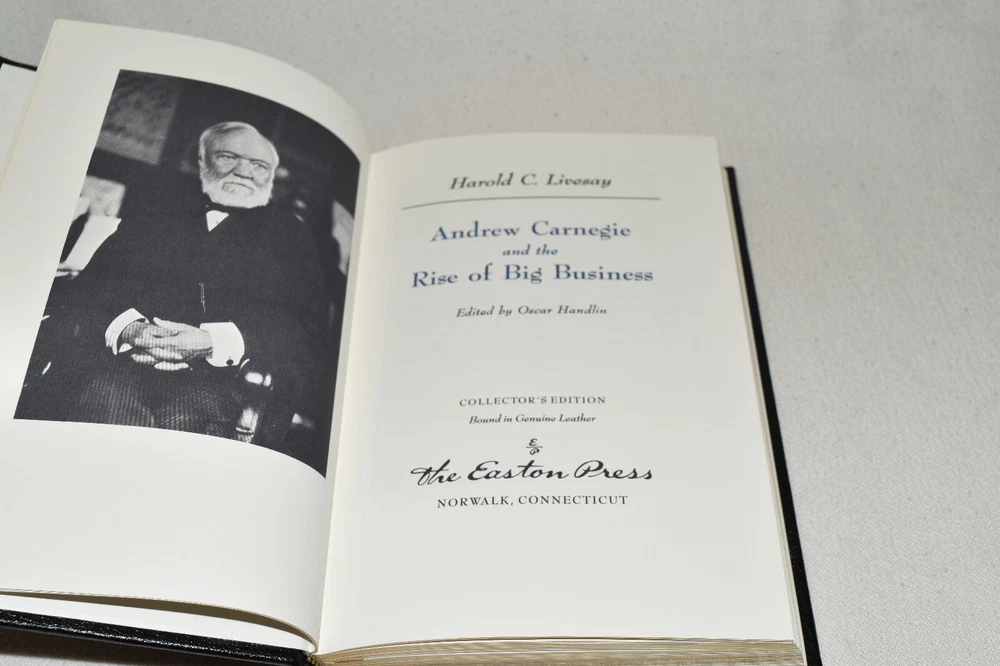 Harold C. Livesay
Andrew Carnegie
and the
Rise of Big Business
Edited by Oscar Handlin
COLLECTOR'S EDITION
Bound in Genuine Leather
E
P
The Easton Press
NORWALK, CONNECTICUT